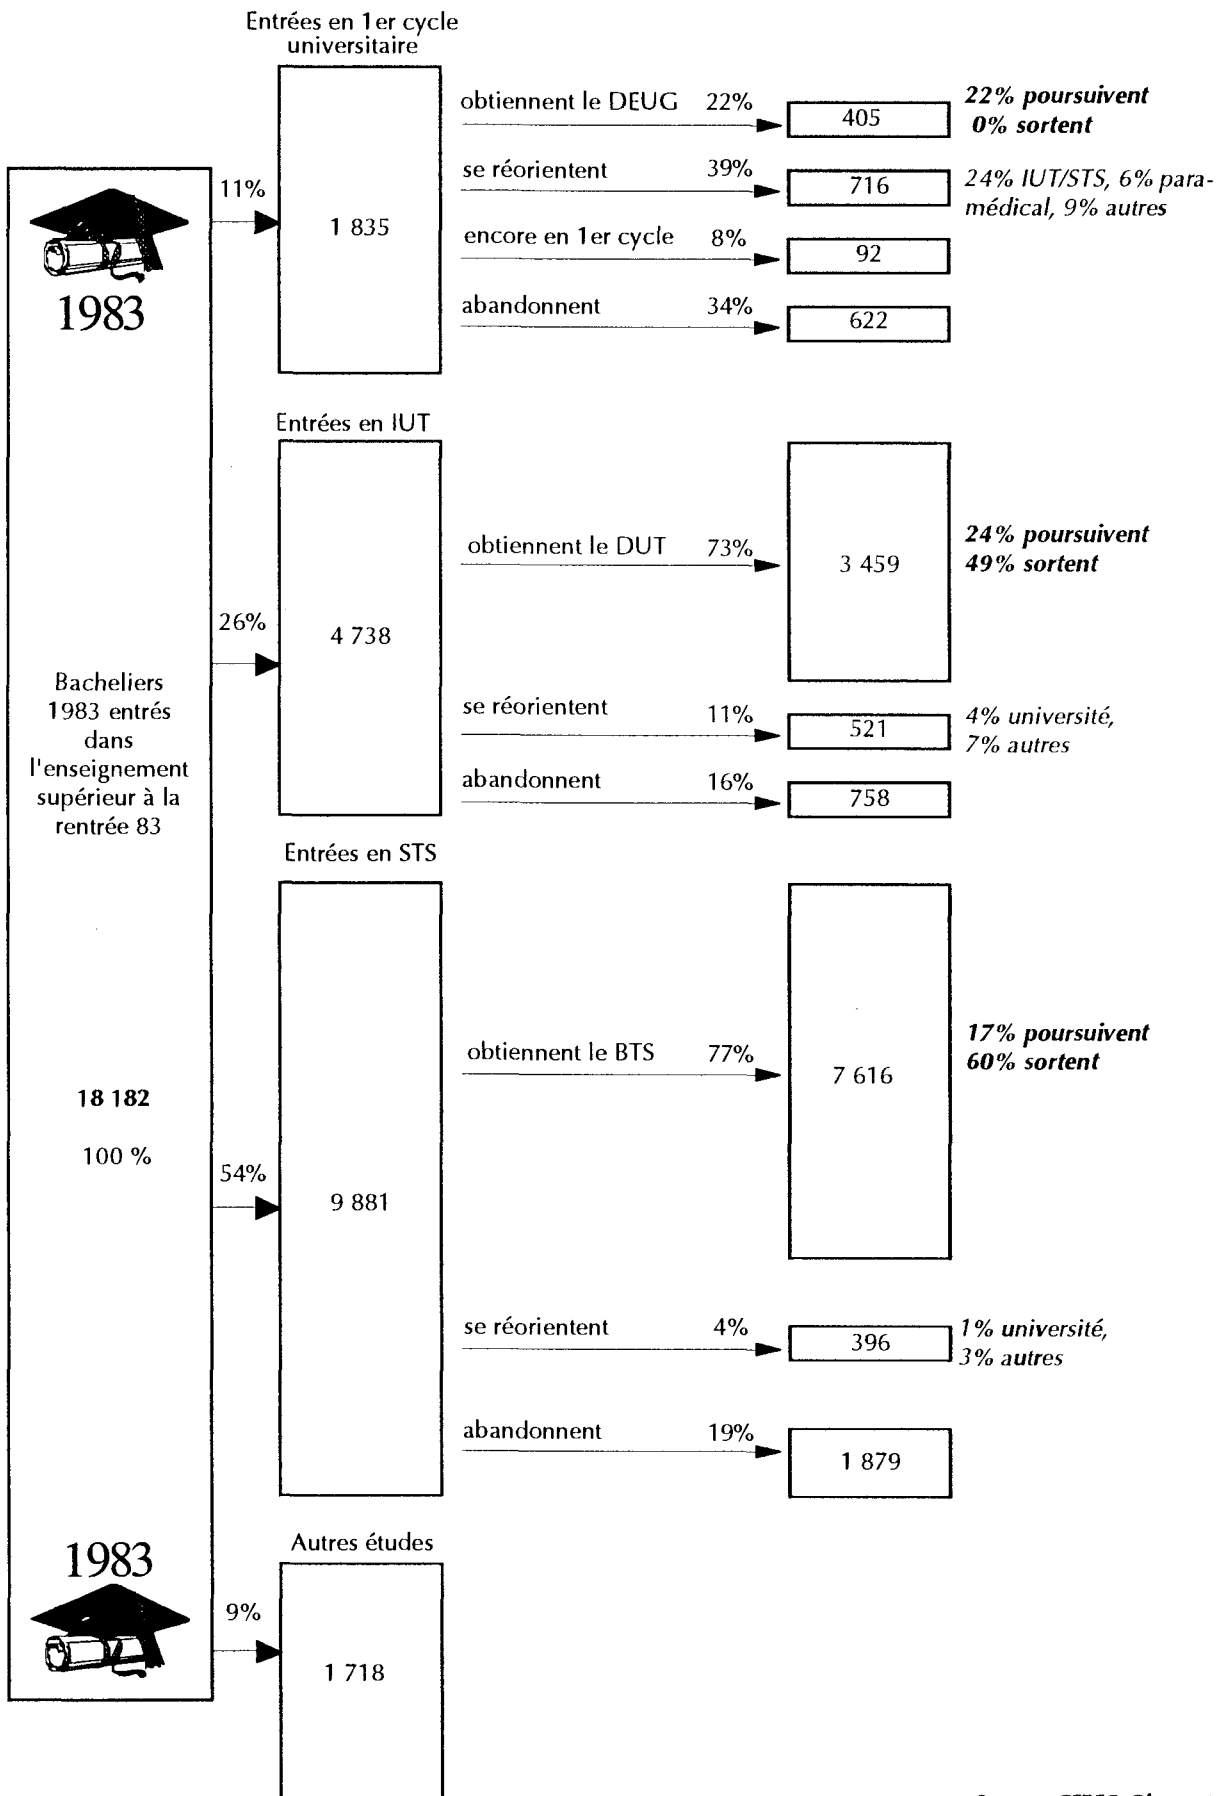 Entrées en 1er cycle
universitaire
1983
Bacheliers
1983 entrés
dans
l'enseignement
supérieur à la
rentrée 83
18 182
100 %
1983
11%
1 835
obtiennent le DEUG 22%
405
22% poursuivent
0% sortent
se réorientent 39%
716
24% IUT/STS, 6% para-
médical, 9% autres
encore en 1er cycle 8%
92
abandonnent 34%
622
Entrées en IUT
26%
4 738
obtiennent le DUT 73%
3 459
24% poursuivent
49% sortent
se réorientent 11%
521
4% université,
7% autres
abandonnent 16%
758
Entrées en STS
54%
9 881
obtiennent le BTS 77%
7 616
17% poursuivent
60% sortent
se réorientent 4%
396
1% université,
3% autres
abandonnent 19%
1 879
Autres études
9%
1 718